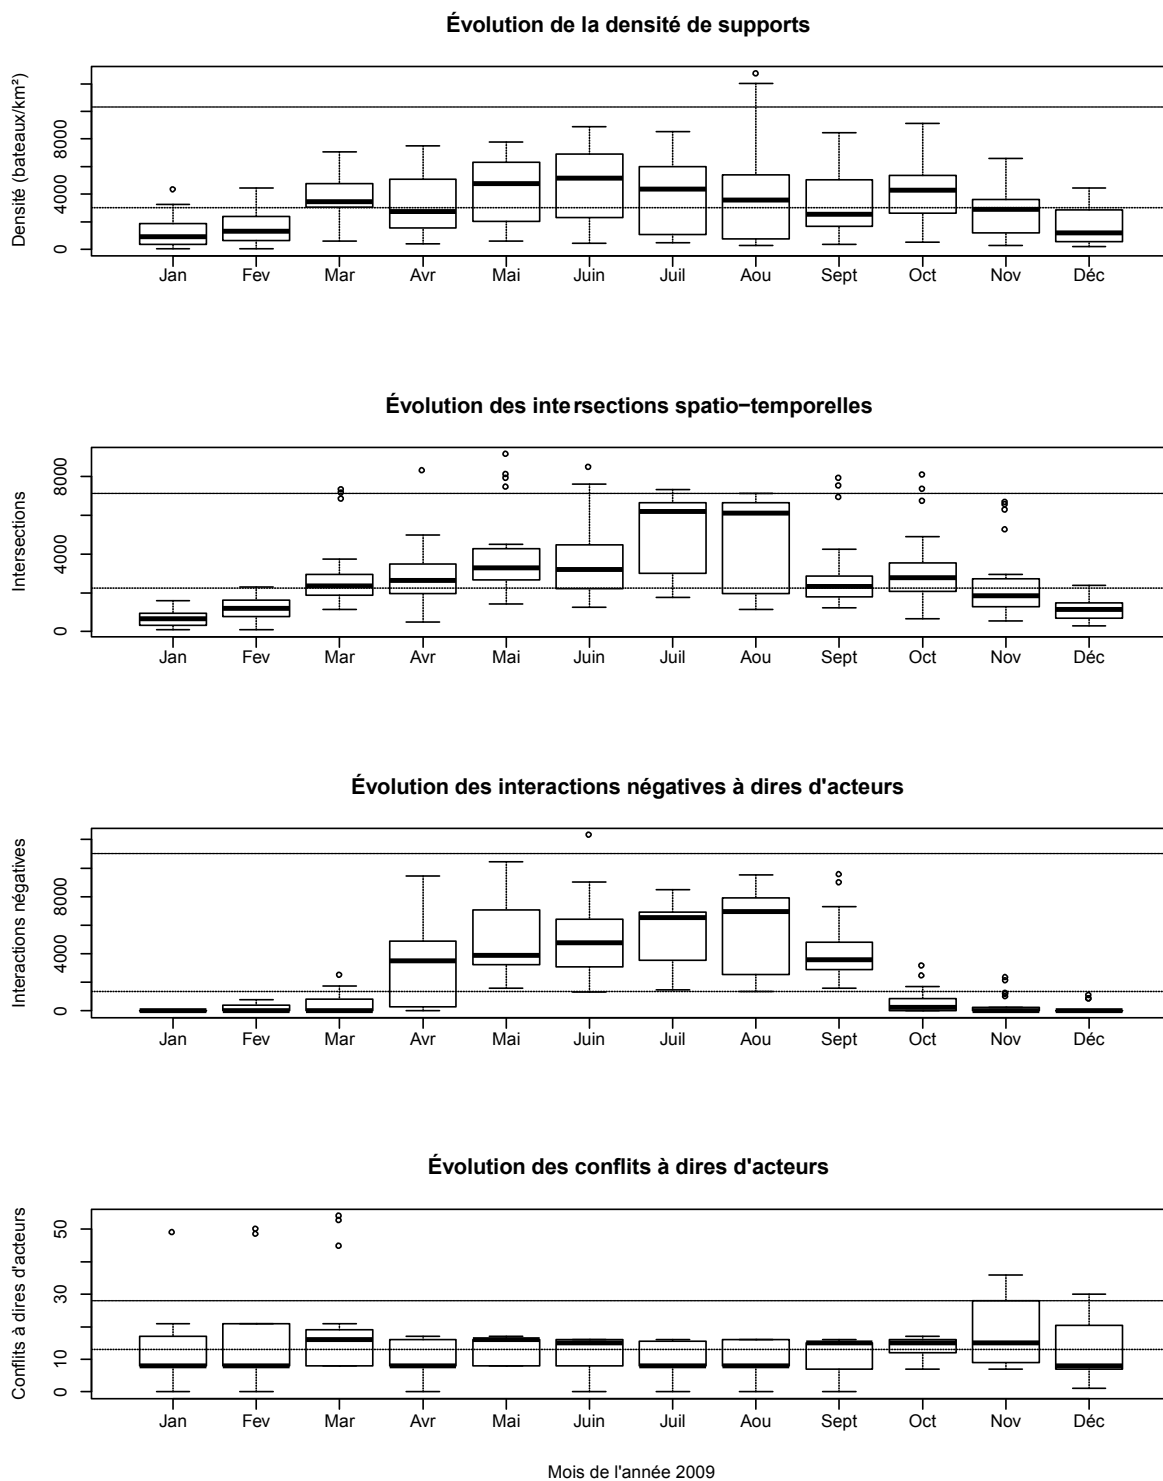 Évolution de la densité de supports
Densité (bateaux/km²)
8000
4000
0
Jan Fev Mar Avr Mai Juin Juil Aou Sept Oct Nov Déc
Évolution des intersections spatio-temporelles
Intersections
8000
4000
0
Jan Fev Mar Avr Mai Juin Juil Aou Sept Oct Nov Déc
Évolution des interactions négatives à dires d'acteurs
Interactions négatives
8000
4000
0
Jan Fev Mar Avr Mai Juin Juil Aou Sept Oct Nov Déc
Évolution des conflits à dires d'acteurs
Conflits à dires d'acteurs
50
30
10
0
Jan Fev Mar Avr Mai Juin Juil Aou Sept Oct Nov Déc
Mois de l'année 2009